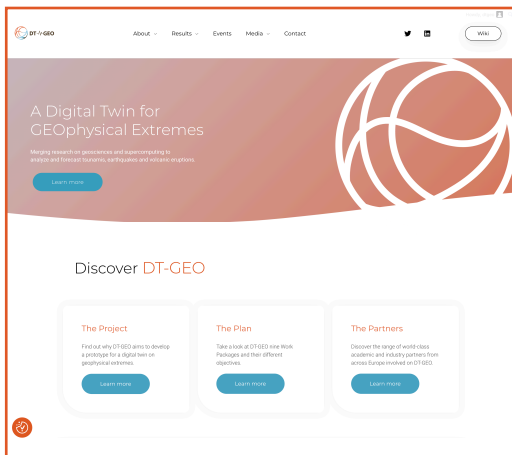 DT-GEO
About
Results
Events
Media
Contact
Wiki
A Digital Twin for
GEOphysical Extremes
Merging research on geosciences and supercomputing to
analyze and forecast tsunamis, earthquakes and volcanic eruptions.
Learn more
Discover DT-GEO
The Project
Find out why DT-GEO aims to develop
a prototype for a digital twin on
geophysical extremes.
Learn more
The Plan
Take a look at DT-GEO nine Work
Packages and their different
objectives.
Learn more
The Partners
Discover the range of world-class
academic and industry partners from
across Europe involved on DT-GEO.
Learn more